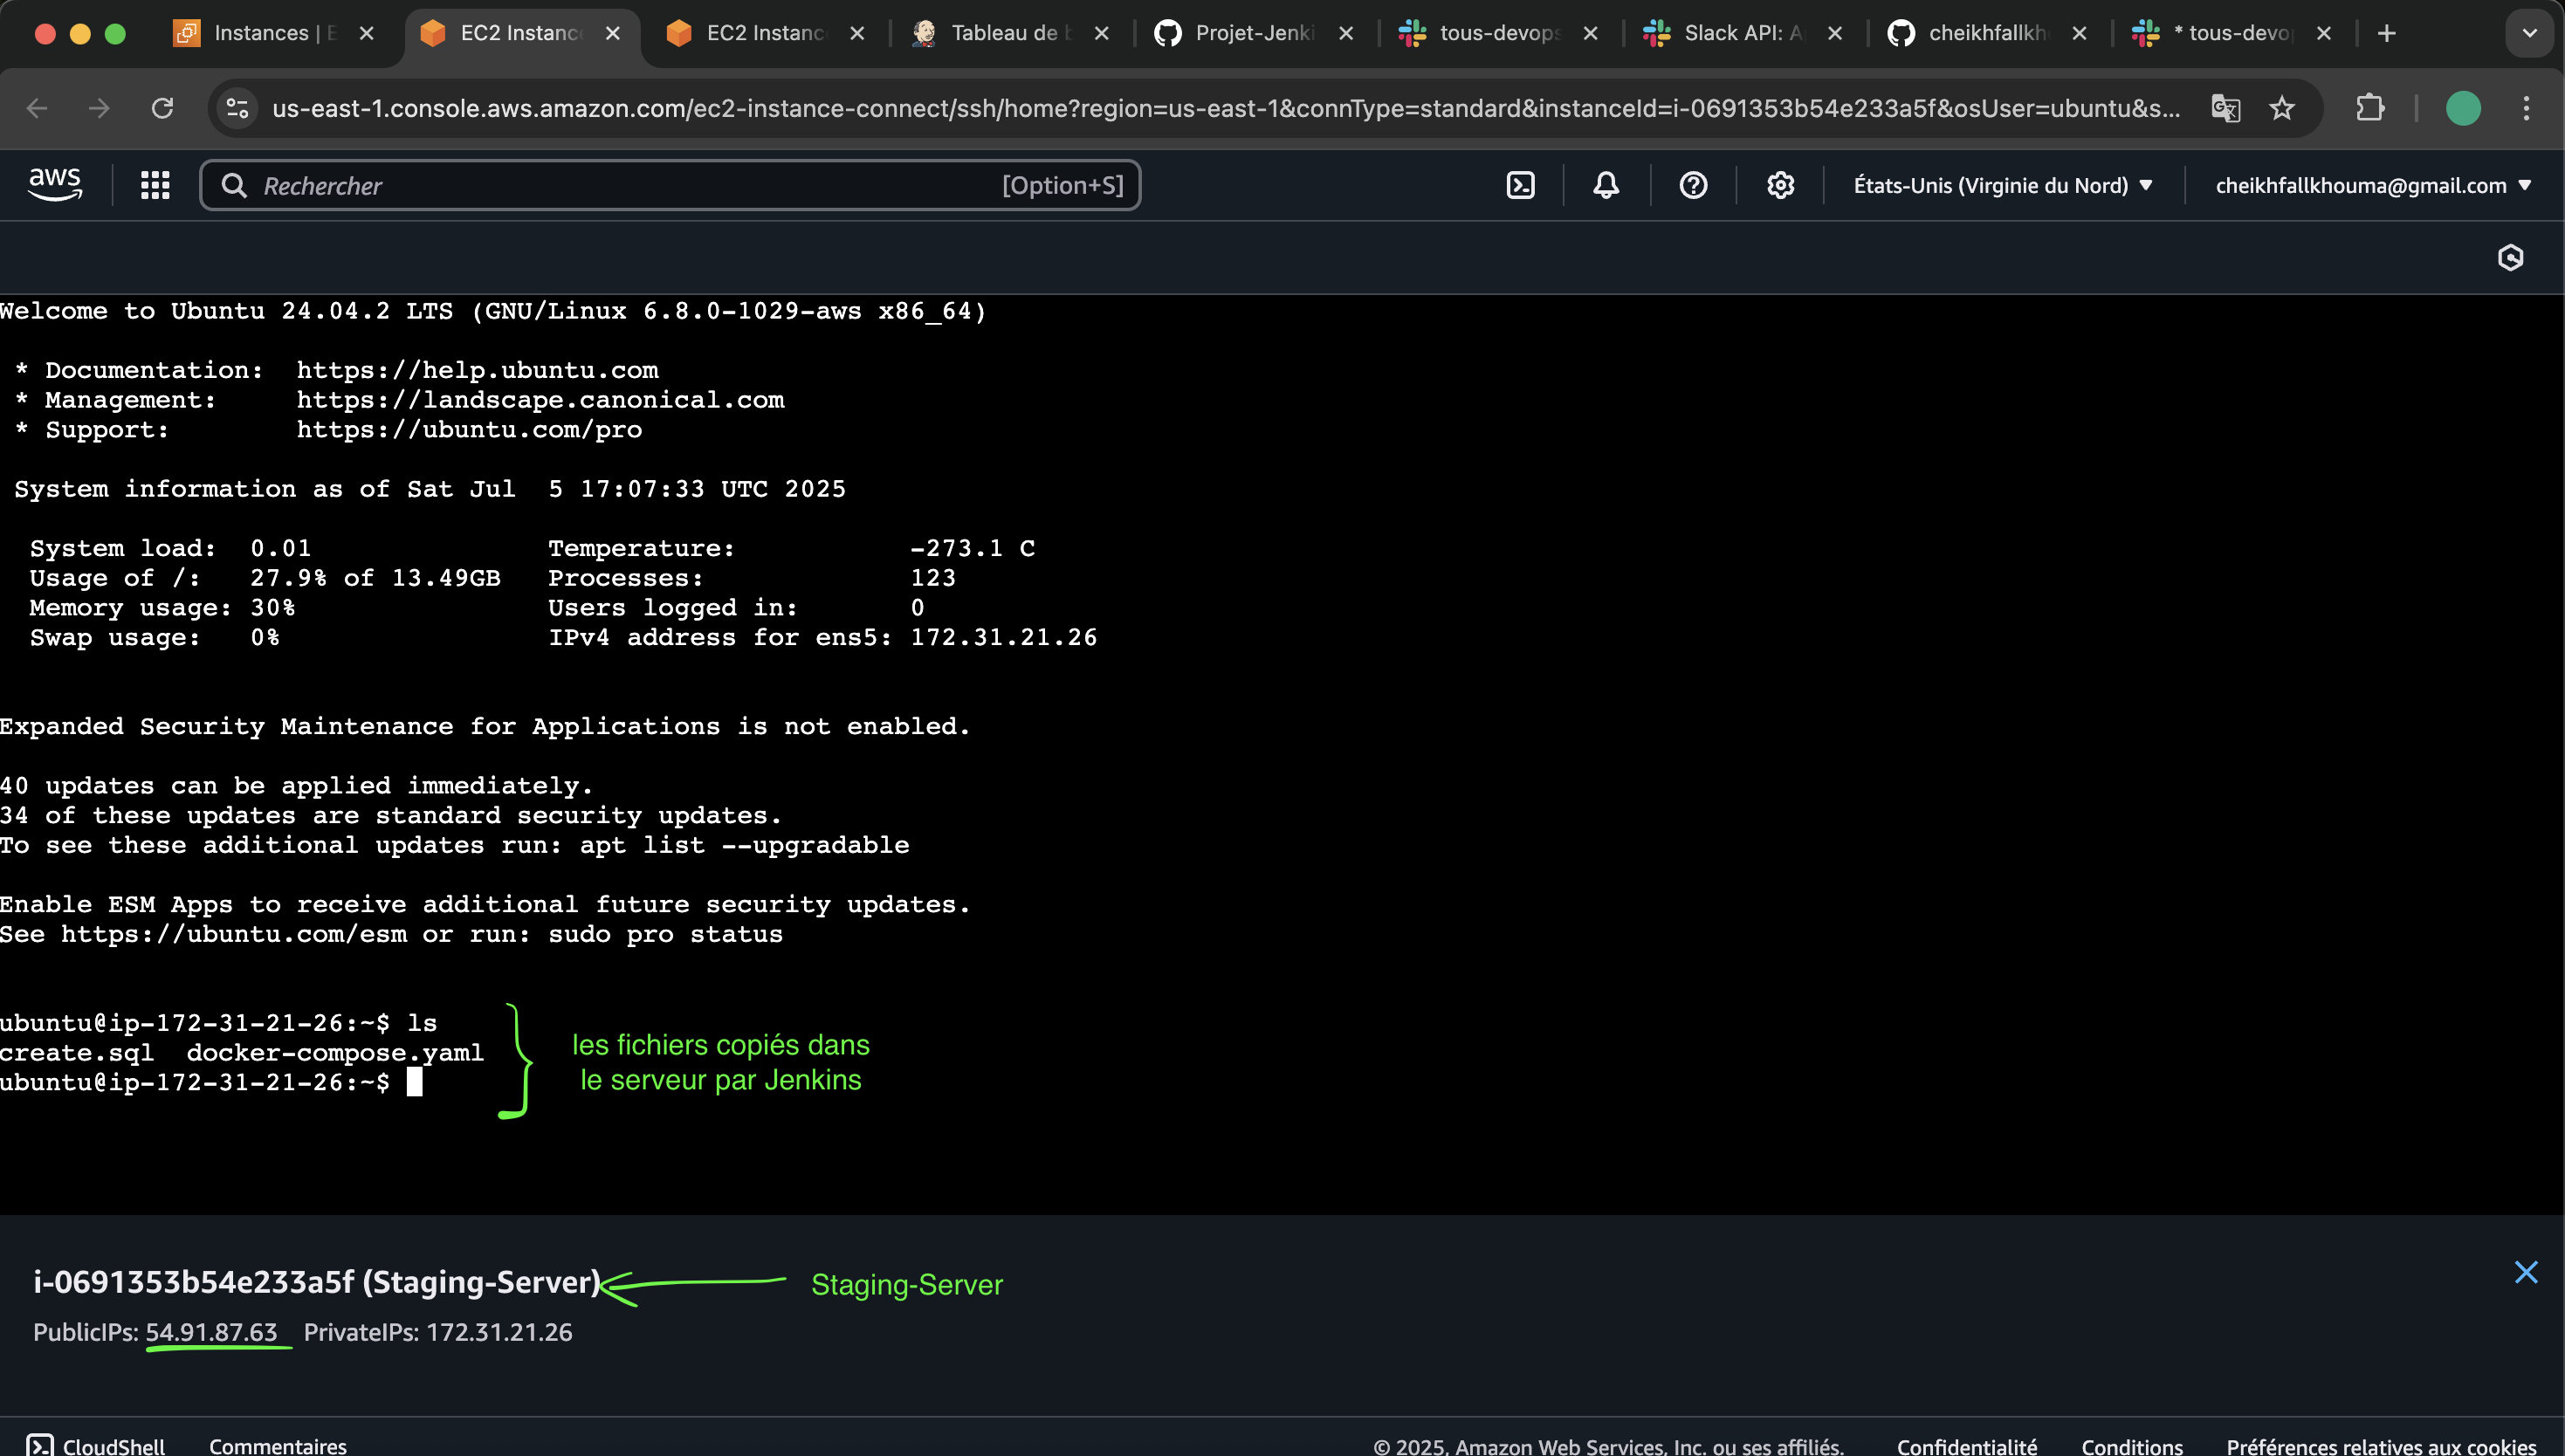 Instances | E
EC2 Instanc
EC2 Instanc
Tableau de b
Projet-Jenki
tous-devops
Slack API: A
cheikhfallkh
* tous-devop
us-east-1.console.aws.amazon.com/ec2-instance-connect/ssh/home?region=us-east-1&connType=standard&instanceId=i-0691353b54e233a5f&osUser=ubuntu&s...
aws
Rechercher
[Option+S]
États-Unis (Virginie du Nord)
cheikhfallkhouma@gmail.com
Welcome to Ubuntu 24.04.2 LTS (GNU/Linux 6.8.0-1029-aws x86_64)
* Documentation: https://help.ubuntu.com
* Management: https://landscape.canonical.com
* Support: https://ubuntu.com/pro
System information as of Sat Jul 5 17:07:33 UTC 2025
System load: 0.01 Temperature: -273.1 C
Usage of /: 27.9% of 13.49GB Processes: 123
Memory usage: 30% Users logged in: 0
Swap usage: 0% IPv4 address for ens5: 172.31.21.26
Expanded Security Maintenance for Applications is not enabled.
40 updates can be applied immediately.
34 of these updates are standard security updates.
To see these additional updates run: apt list --upgradable
Enable ESM Apps to receive additional future security updates.
See https://ubuntu.com/esm or run: sudo pro status
ubuntu@ip-172-31-21-26:~$ ls
create.sql docker-compose.yaml
ubuntu@ip-172-31-21-26:~$
les fichiers copiés dans
le serveur par Jenkins
i-0691353b54e233a5f (Staging-Server)
Staging-Server
PublicIPs: 54.91.87.63 PrivateIPs: 172.31.21.26
CloudShell
Commentaires
© 2025, Amazon Web Services, Inc. ou ses affiliés.
Confidentialité
Conditions
Préférences relatives aux cookies